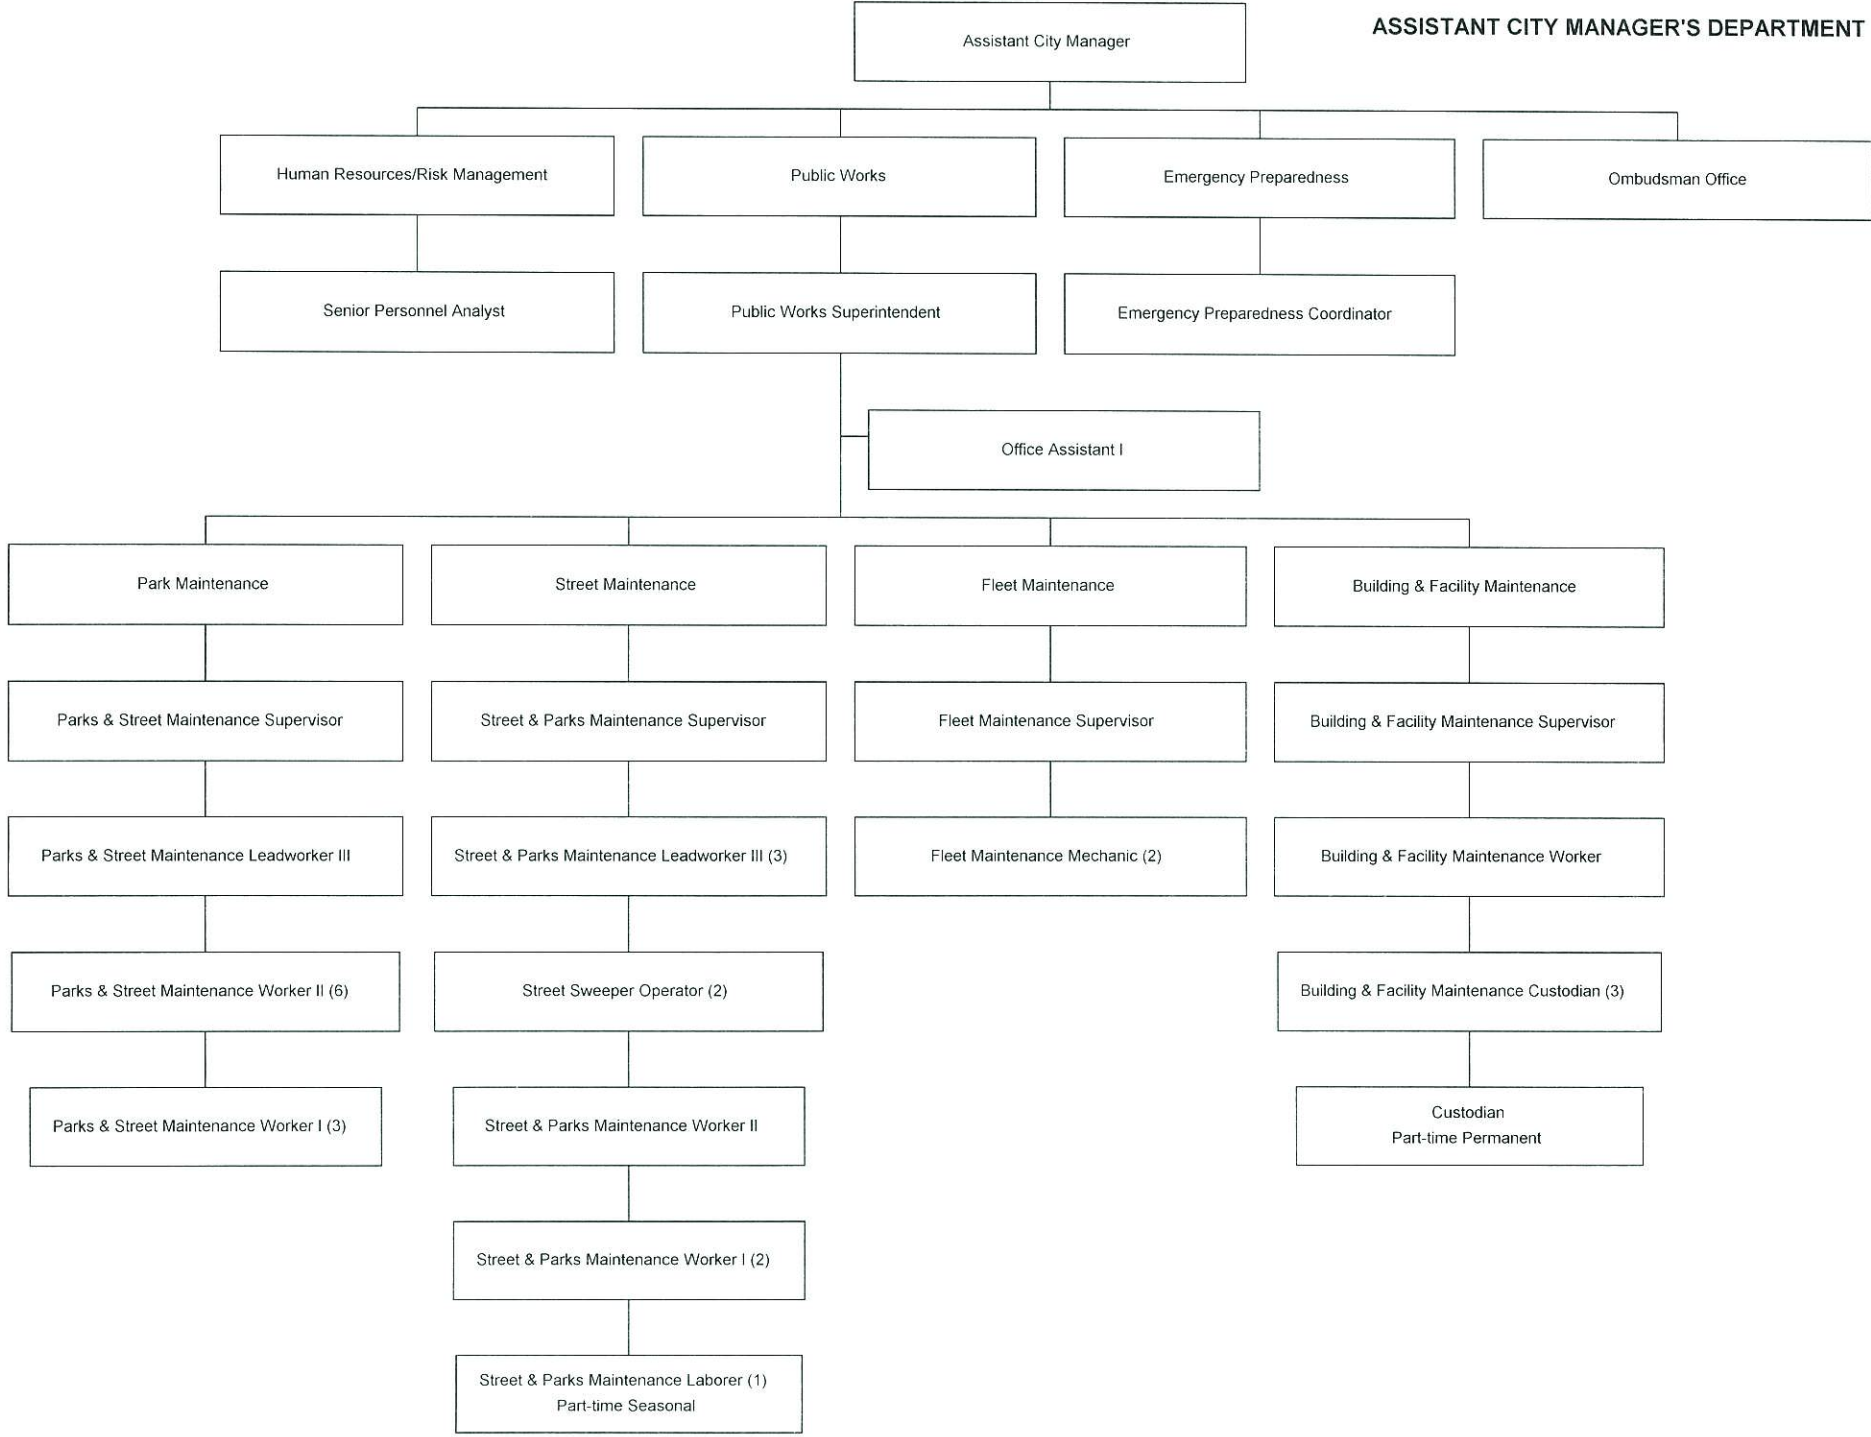 ASSISTANT CITY MANAGER'S DEPARTMENT
Assistant City Manager
Human Resources/Risk Management
Public Works
Emergency Preparedness
Ombudsman Office
Senior Personnel Analyst
Public Works Superintendent
Emergency Preparedness Coordinator
Office Assistant I
Park Maintenance
Street Maintenance
Fleet Maintenance
Building & Facility Maintenance
Parks & Street Maintenance Supervisor
Street & Parks Maintenance Supervisor
Fleet Maintenance Supervisor
Building & Facility Maintenance Supervisor
Parks & Street Maintenance Leadworker III
Street & Parks Maintenance Leadworker III (3)
Fleet Maintenance Mechanic (2)
Building & Facility Maintenance Worker
Parks & Street Maintenance Worker II (6)
Street Sweeper Operator (2)
Building & Facility Maintenance Custodian (3)
Parks & Street Maintenance Worker I (3)
Street & Parks Maintenance Worker II
Custodian
Part-time Permanent
Street & Parks Maintenance Worker I (2)
Street & Parks Maintenance Laborer (1)
Part-time Seasonal